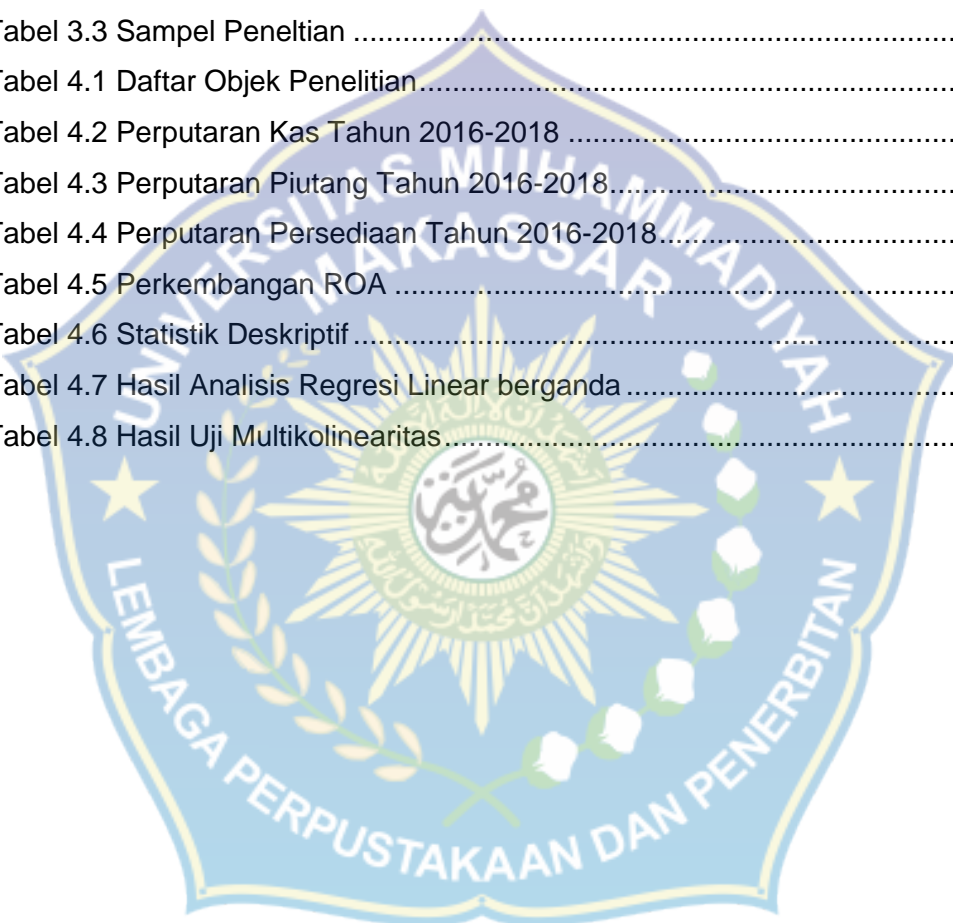 Tabel 3.3 Sampel Peneltian ........................................................................
Tabel 4.1 Daftar Objek Penelitian................................................................
Tabel 4.2 Perputaran Kas Tahun 2016-2018 ..............................................
Tabel 4.3 Perputaran Piutang Tahun 2016-2018.........................................
Tabel 4.4 Perputaran Persediaan Tahun 2016-2018...................................
Tabel 4.5 Perkembangan ROA ...................................................................
Tabel 4.6 Statistik Deskriptif........................................................................
Tabel 4.7 Hasil Analisis Regresi Linear berganda .......................................
Tabel 4.8 Hasil Uji Multikolinearitas.............................................................
UNIVERSITAS MUHAMMADIYAH
MAKASSAR
محمد
LEMBAGA PERPUSTAKAAN DAN PENERBITAN